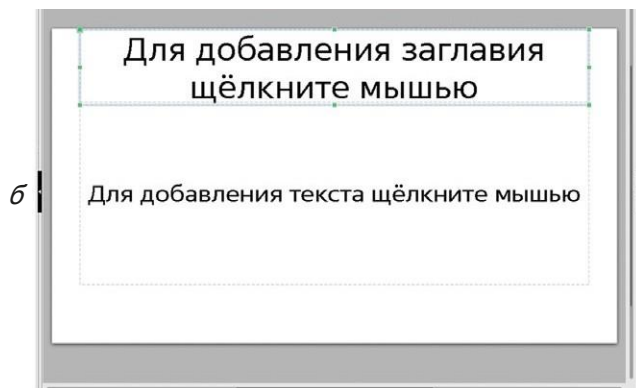 Для добавления заглавия
щёлкните мышью
б
Для добавления текста щёлкните мышью